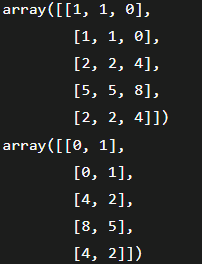 array([[1, 1, 0],
       [1, 1, 0],
       [2, 2, 4],
       [5, 5, 8],
       [2, 2, 4]])
array([[0, 1],
       [0, 1],
       [4, 2],
       [8, 5],
       [4, 2]])